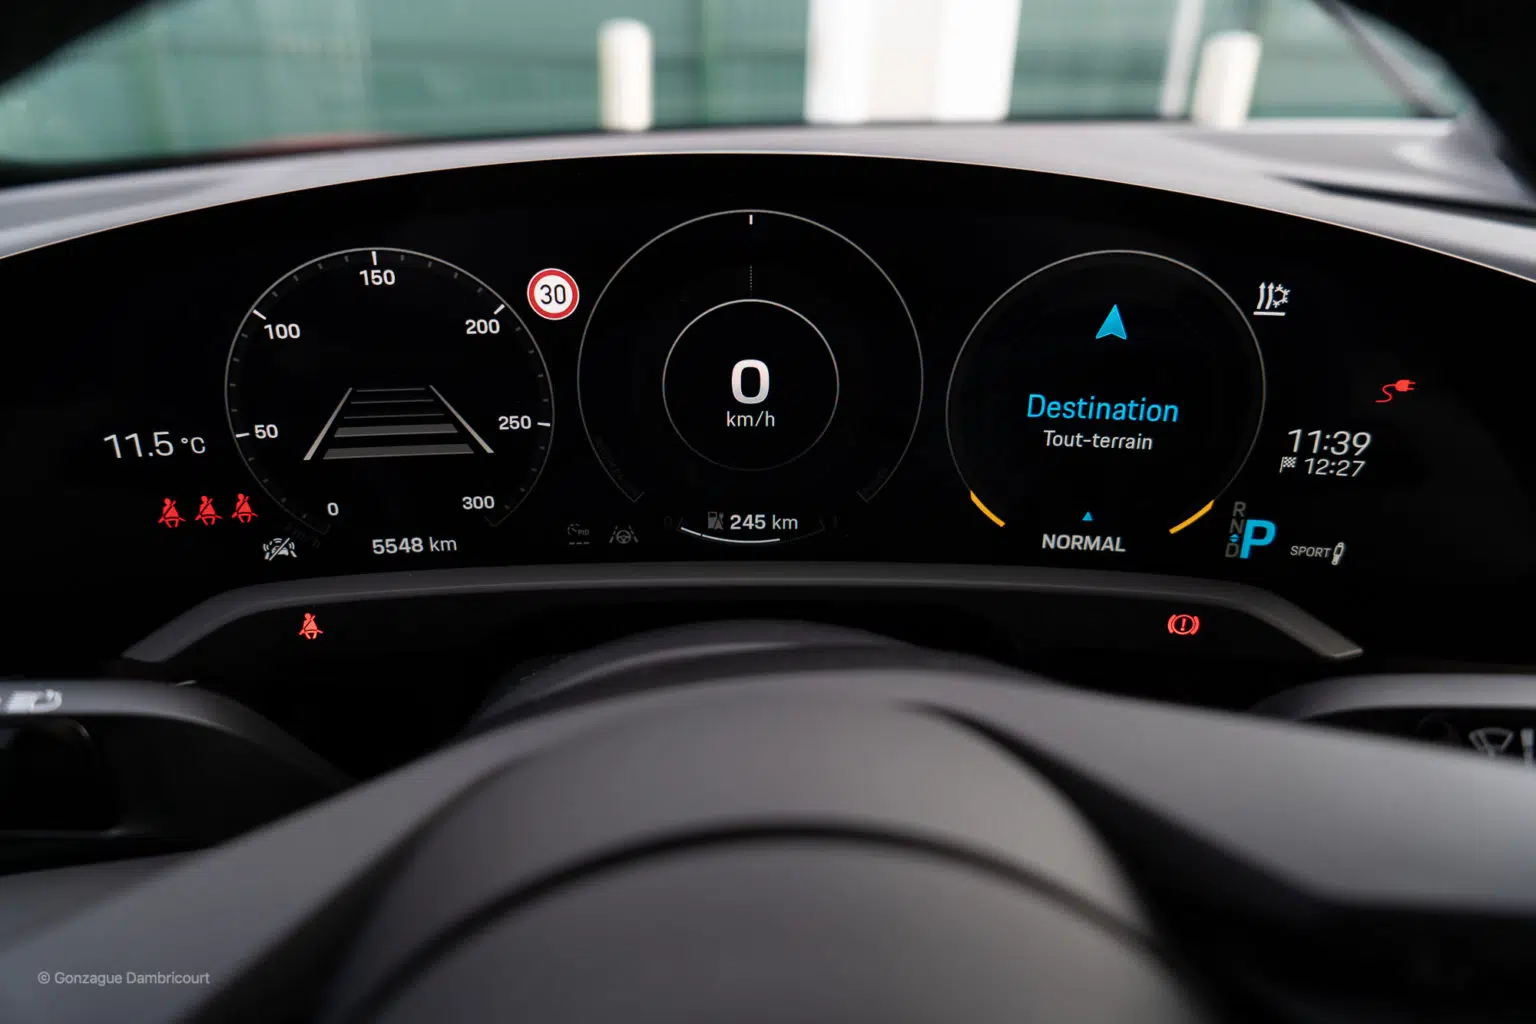 150
100
200
50
250
0
300
30
11.5 °C
5548 km
0
km/h
245 km
Destination
Tout-terrain
NORMAL
11:39
12:27
R
N
D
P
SPORT
© Gonzague Dambricourt